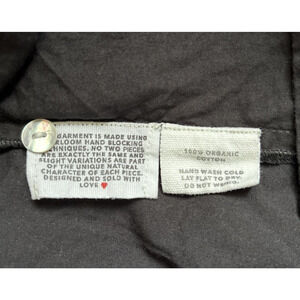 GARMENT IS MADE USING
LOOM HAND BLOCKING
TECHNIQUES. NO TWO PIECES
ARE EXACTLY THE SAME AND
SLIGHT VARIATIONS ARE PART
OF THE UNIQUE NATURAL
CHARACTER OF EACH PIECE.
DESIGNED AND SOLD WITH
LOVE ♥
100% ORGANIC
COTTON
HAND WASH COLD
LAY FLAT TO DRY.
DO NOT WRING.